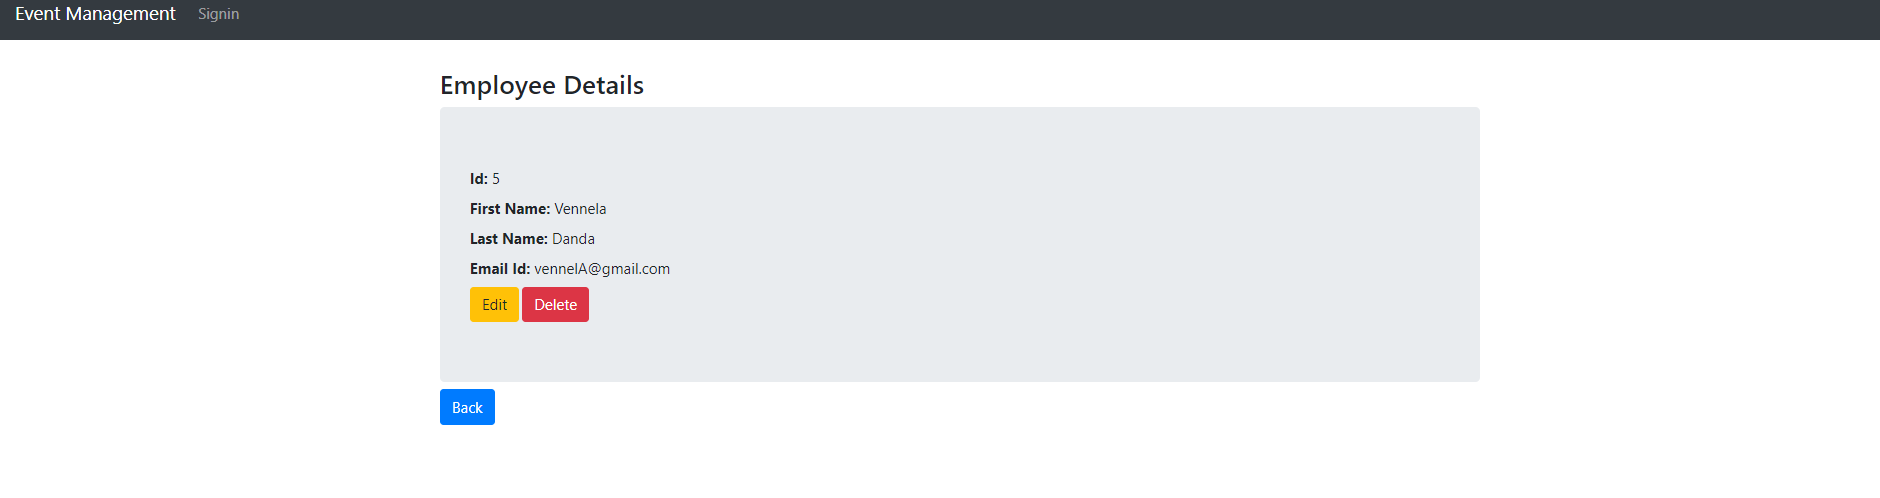 Event Management Signin
Employee Details
Id: 5
First Name: Vennela
Last Name: Danda
Email Id: vennelA@gmail.com
Edit Delete
Back